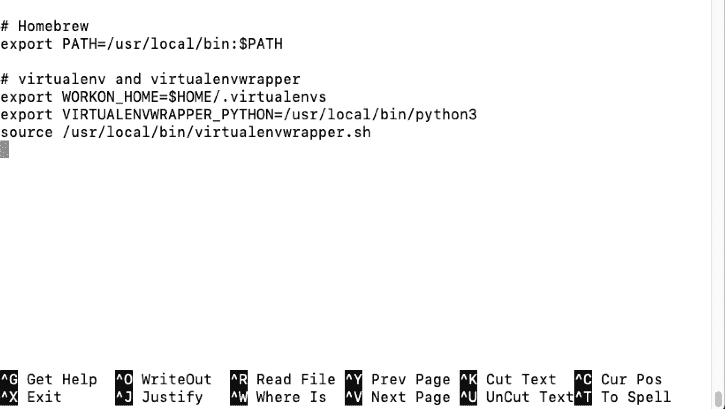 # Homebrew
export PATH=/usr/local/bin:$PATH
# virtualenv and virtualenvwrapper
export WORKON_HOME=$HOME/.virtualenvs
export VIRTUALENVWRAPPER_PYTHON=/usr/local/bin/python3
source /usr/local/bin/virtualenvwrapper.sh
^G Get Help ^O WriteOut ^R Read File ^Y Prev Page ^K Cut Text ^C Cur Pos
^X Exit ^J Justify ^W Where Is ^V Next Page ^U UnCut Text ^T To Spell